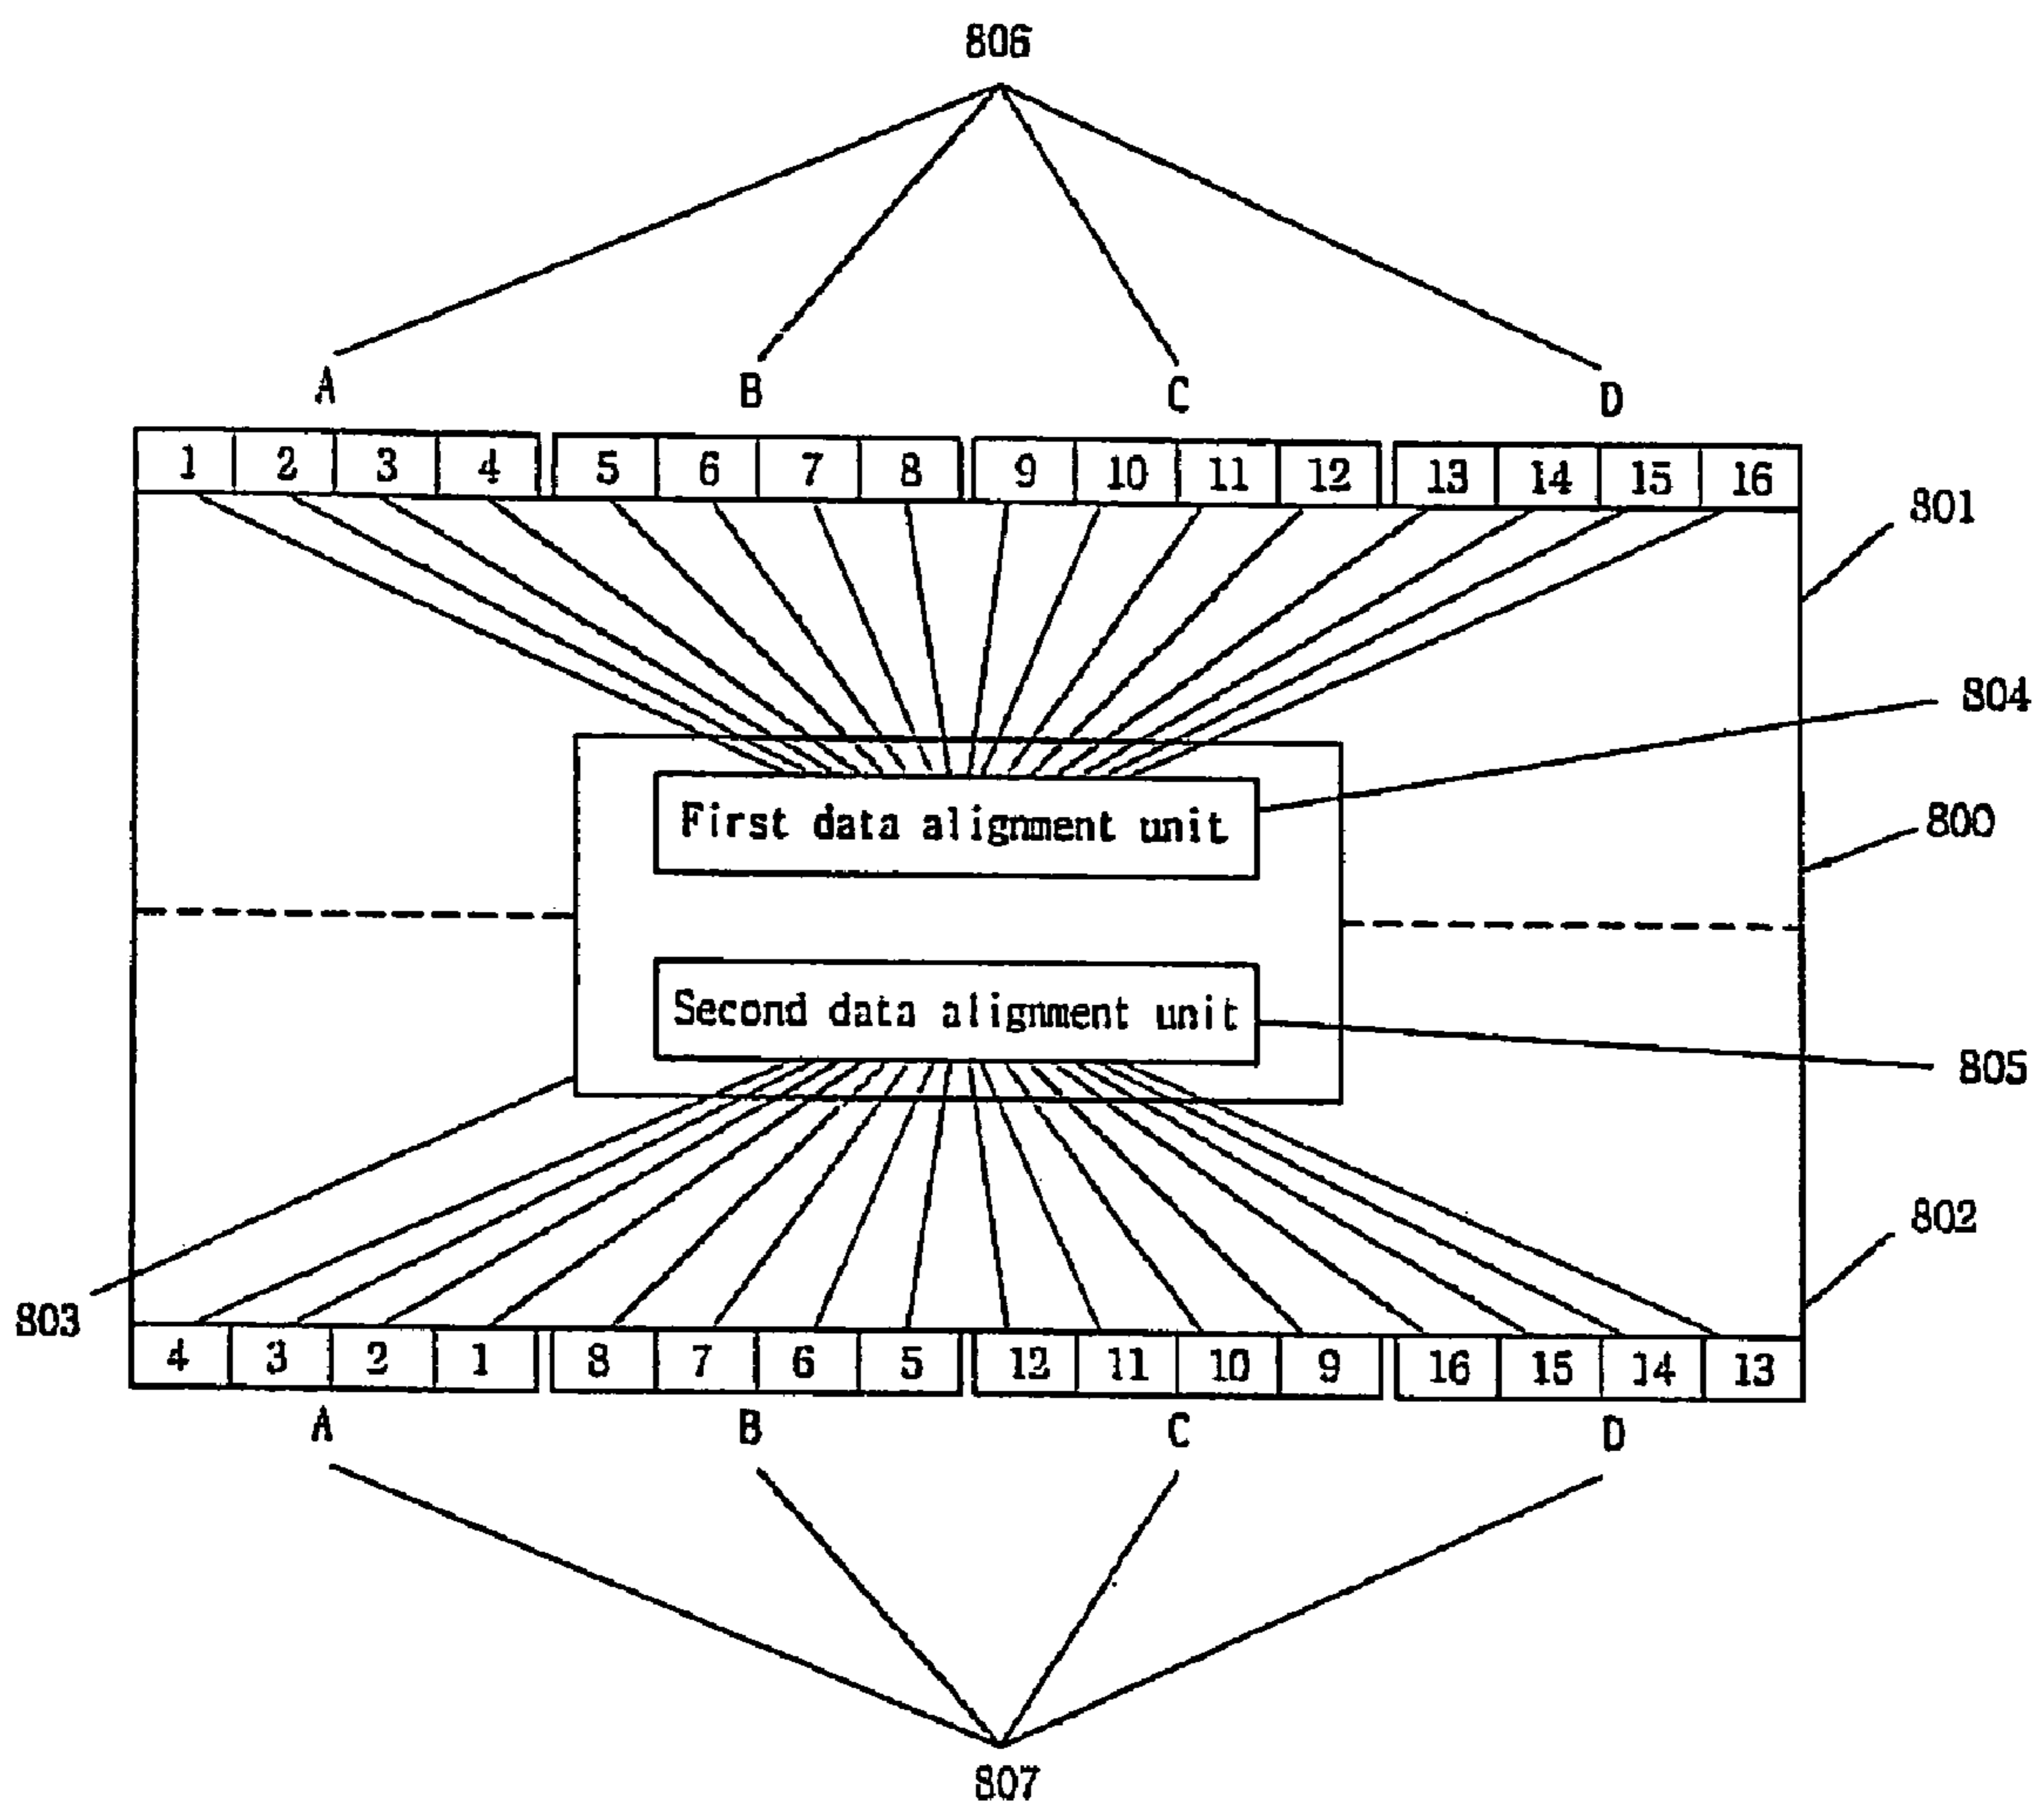 806
A B C D
1 2 3 4 5 6 7 8 9 10 11 12 13 14 15 16
801
804
First data alignment unit
800
Second data alignment unit
805
802
803
4 3 2 1 8 7 6 5 12 11 10 9 16 15 14 13
A B C D
807